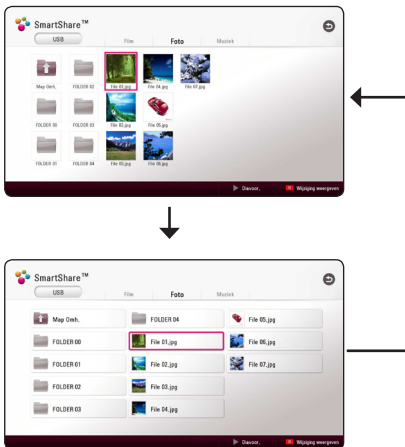 SmartShare™
USB Film Foto Muziek
Map Omh. FOLDER 02 File 01.jpg File 04.jpg File 07.jpg
FOLDER 00 FOLDER 03 File 02.jpg File 05.jpg
FOLDER 01 FOLDER 04 File 03.jpg File 06.jpg
Diavoor. Wijziging weergeven
SmartShare™
USB Film Foto Muziek
Map Omh. FOLDER 04 File 05.jpg
FOLDER 00 File 01.jpg File 06.jpg
FOLDER 01 File 02.jpg File 07.jpg
FOLDER 02 File 03.jpg
FOLDER 03 File 04.jpg
Diavoor. Wijziging weergeven